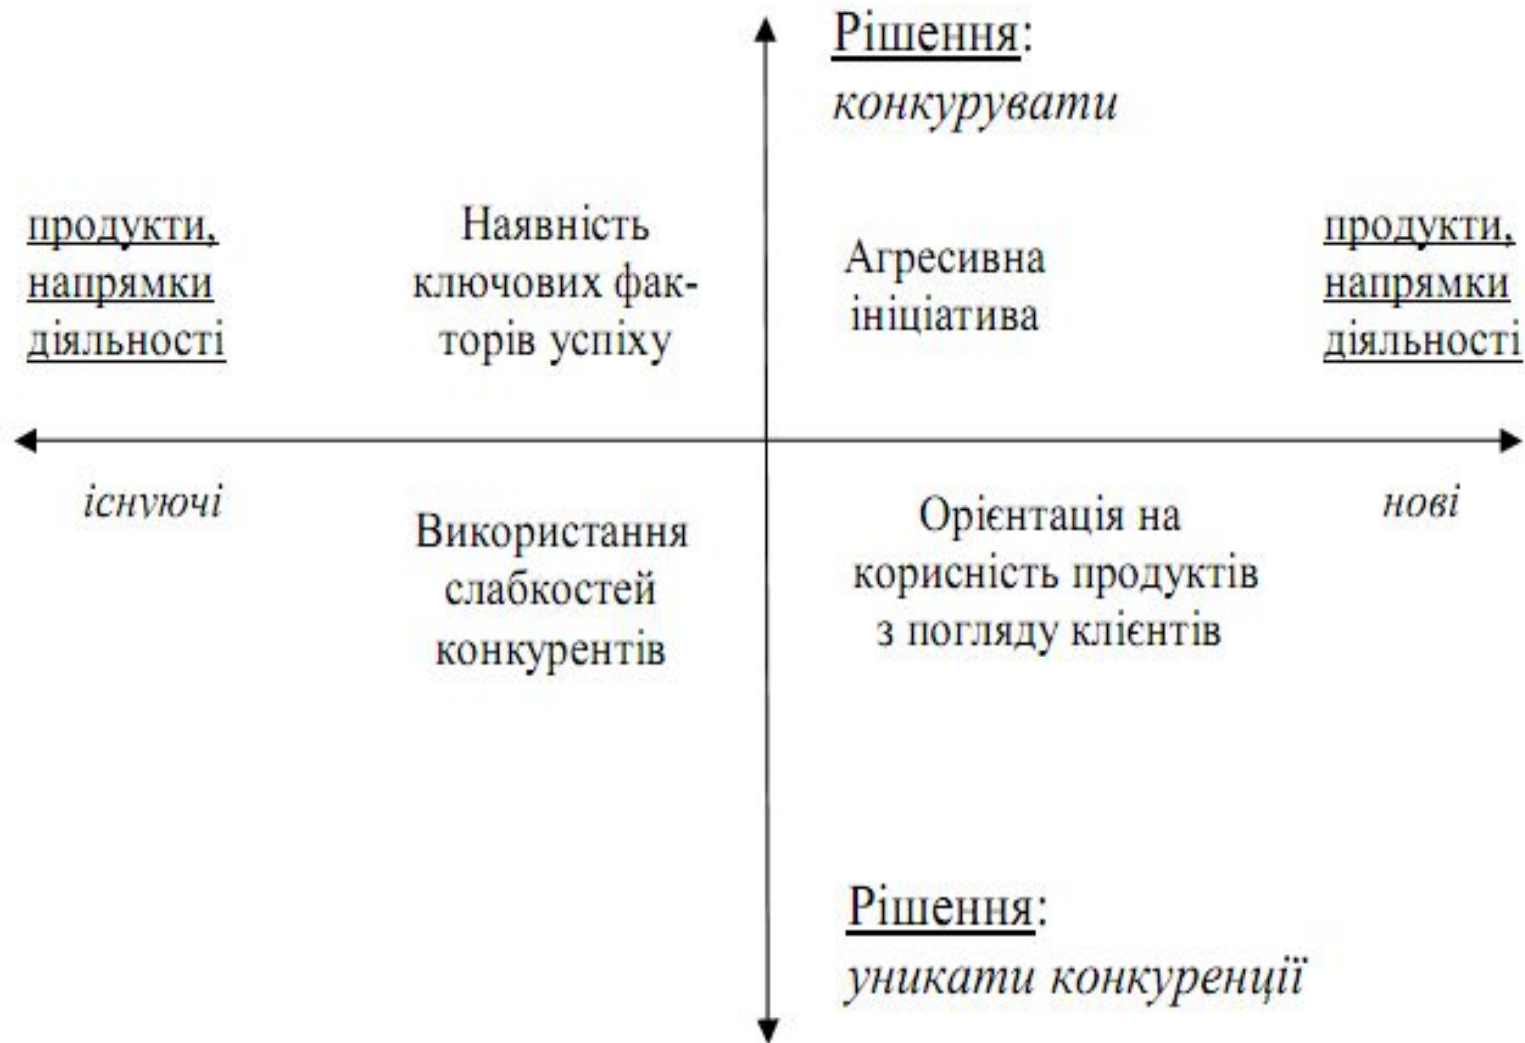 Рішення:
конкурувати
продукти,
напрямки
діяльності
Наявність
ключових фак-
торів успіху
Агресивна
ініціатива
продукти,
напрямки
діяльності
існуючі
Використання
слабкостей
конкурентів
Орієнтація на
корисність продуктів
з погляду клієнтів
нові
Рішення:
уникати конкуренції